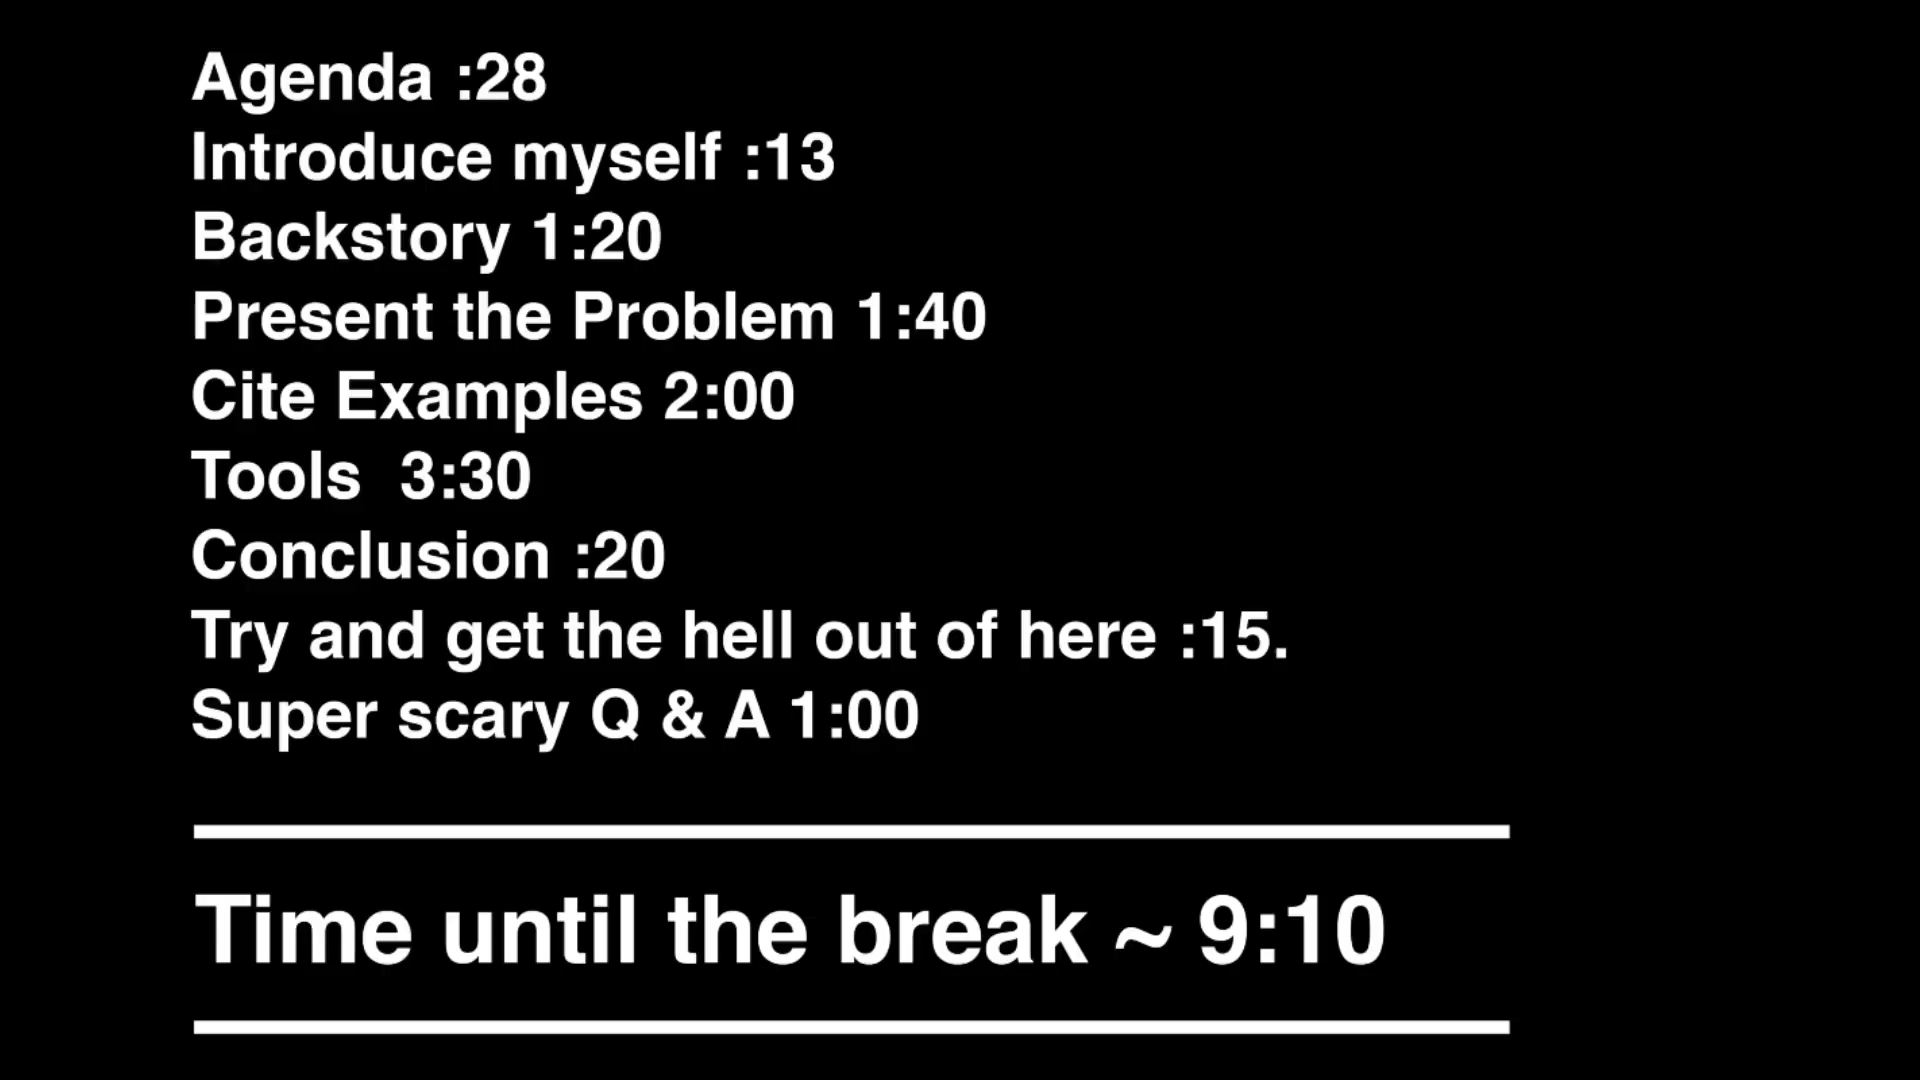 Agenda :28
Introduce myself :13
Backstory 1:20
Present the Problem 1:40
Cite Examples 2:00
Tools  3:30
Conclusion :20
Try and get the hell out of here :15.
Super scary Q & A 1:00
Time until the break ~ 9:10